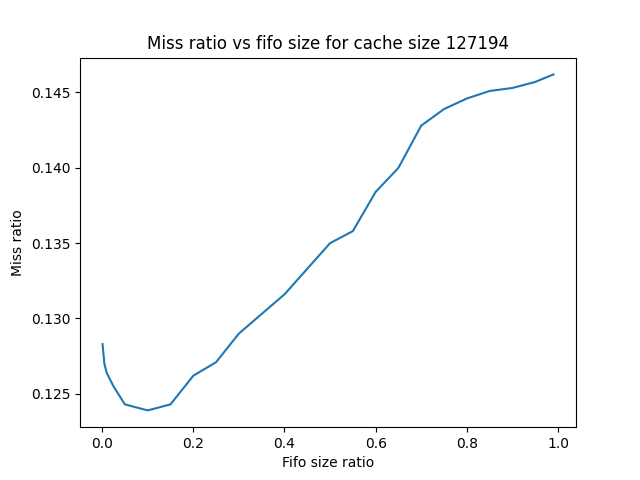 Miss ratio vs fifo size for cache size 127194
Miss ratio
0.145
0.140
0.135
0.130
0.125
0.0 0.2 0.4 0.6 0.8 1.0
Fifo size ratio